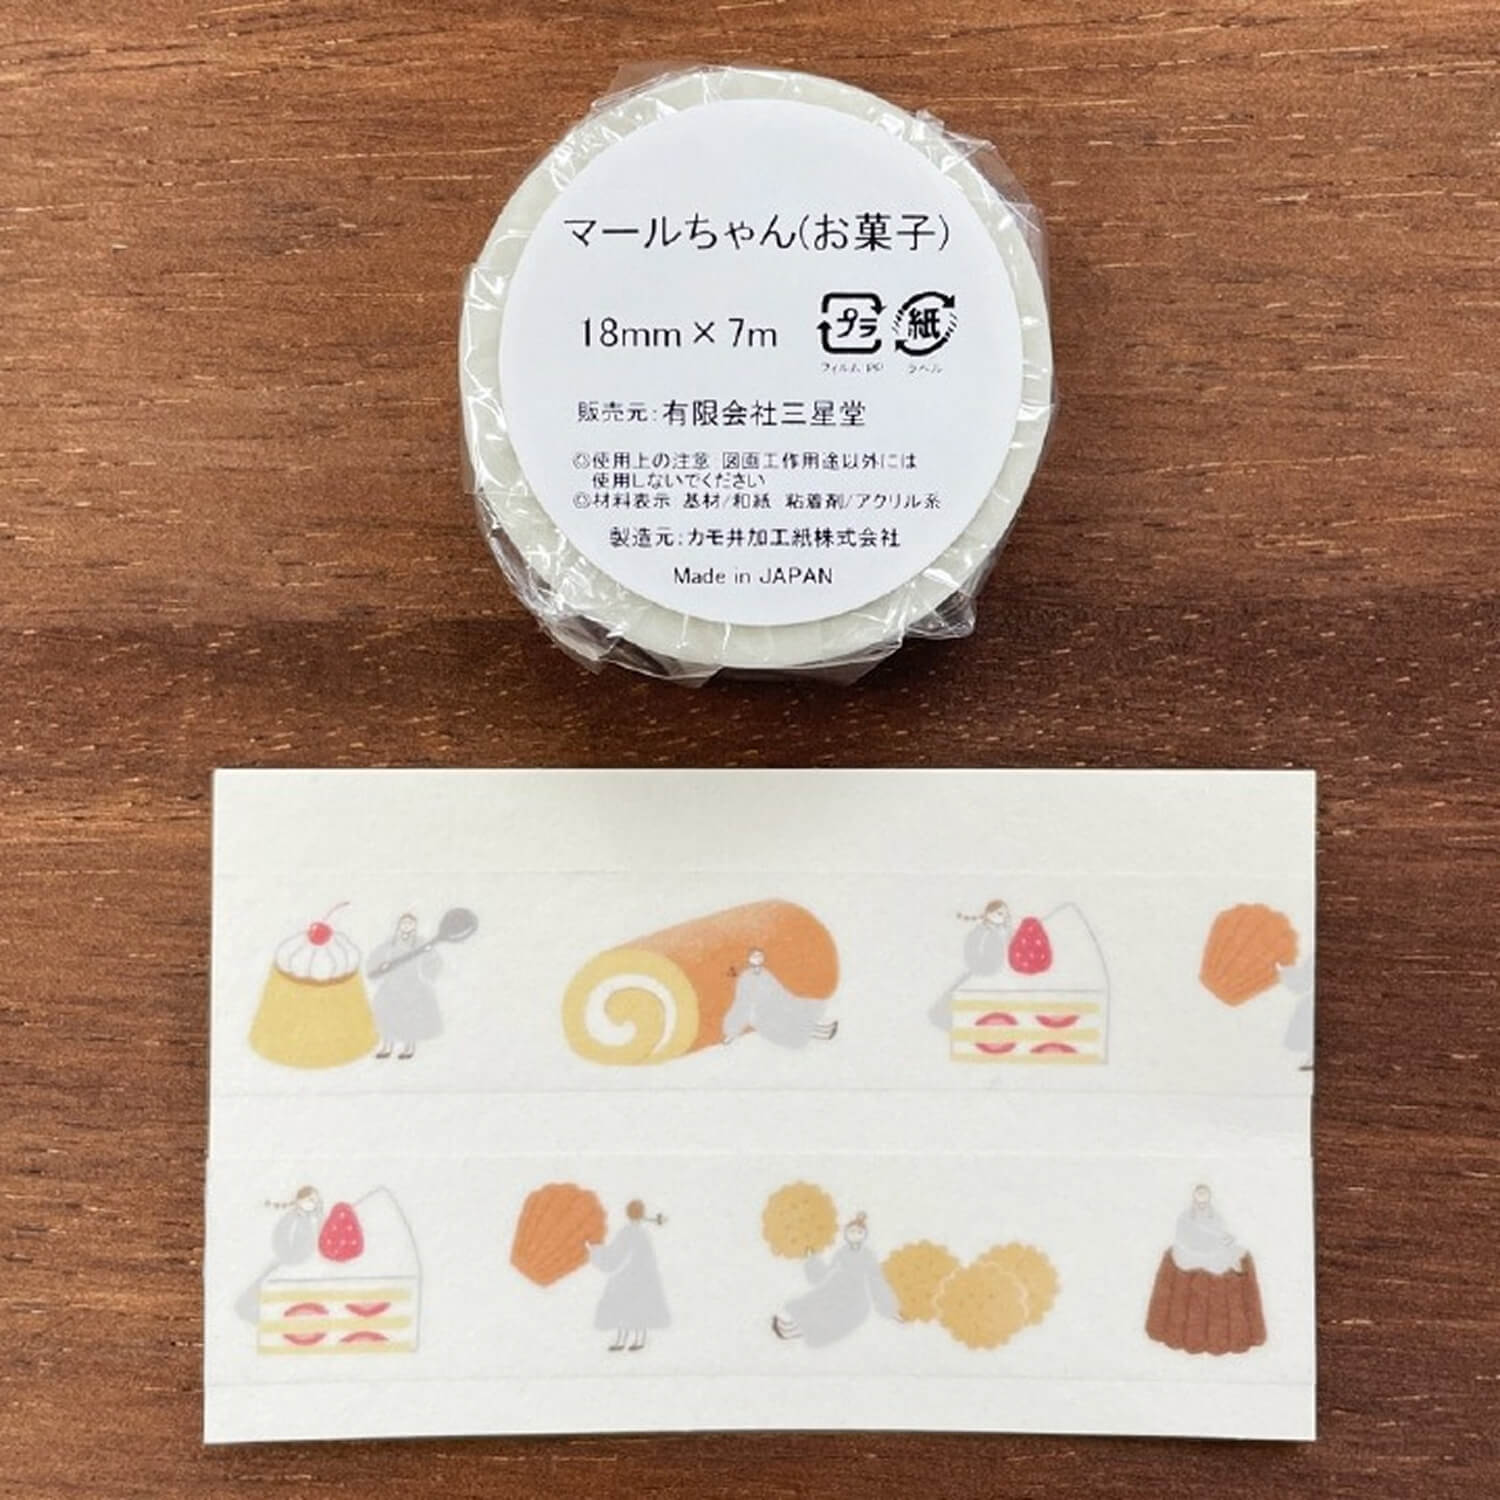 マールちゃん(お菓子)
18mm×7m プラ 紙
フィルム:PP ラベル
販売元:有限会社三星堂
◎使用上の注意:図画工作用途以外には
使用しないでください
◎材料表示 基材/和紙 粘着剤/アクリル系
製造元:カモ井加工紙株式会社
Made in JAPAN